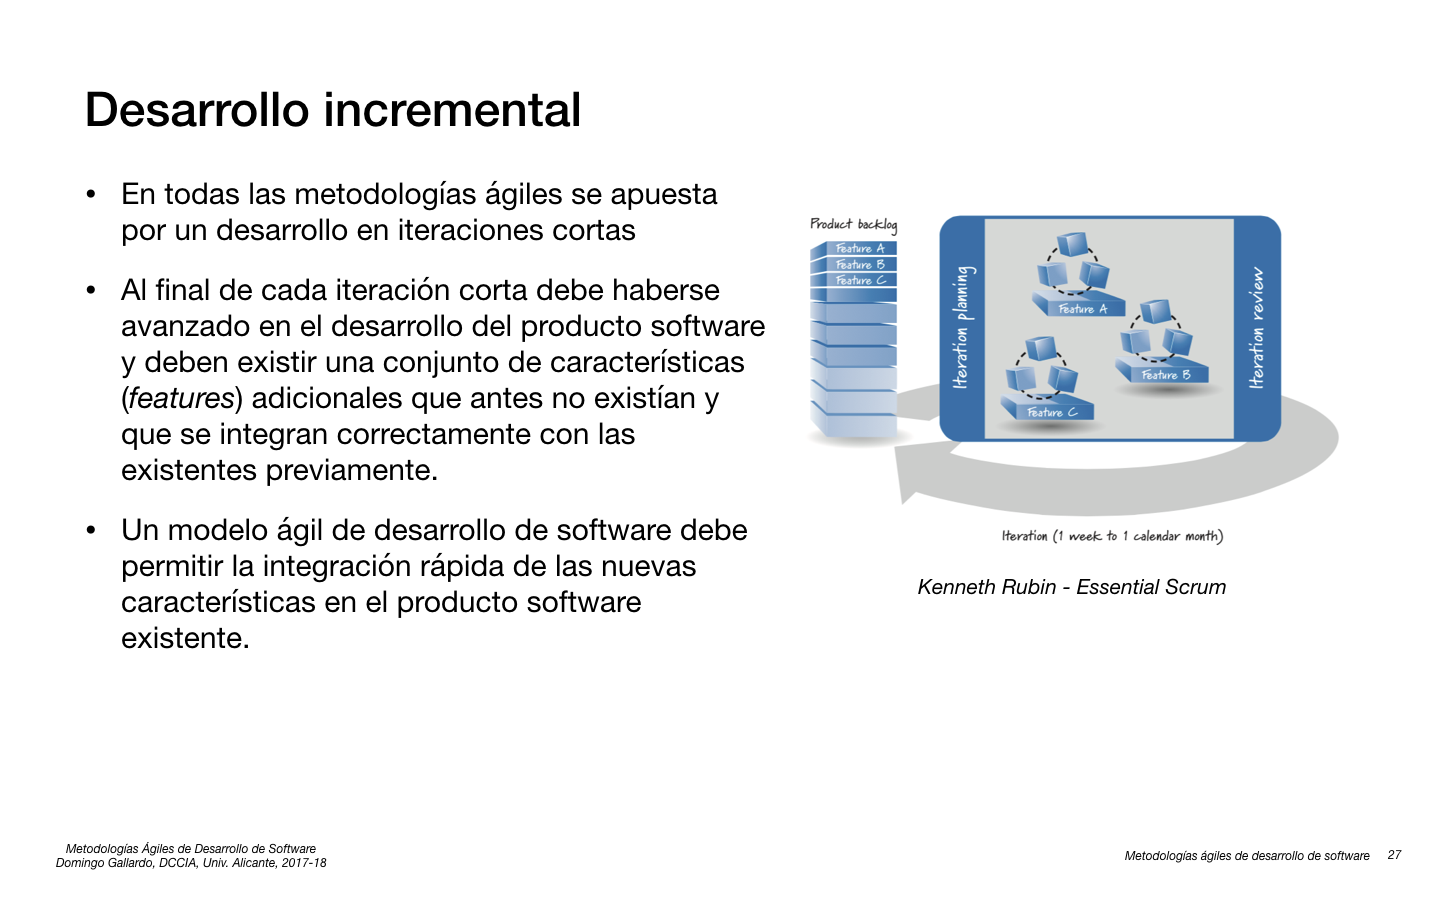 Desarrollo incremental
• En todas las metodologías ágiles se apuesta
por un desarrollo en iteraciones cortas
• Al final de cada iteración corta debe haberse
avanzado en el desarrollo del producto software
y deben existir una conjunto de características
(features) adicionales que antes no existían y
que se integran correctamente con las
existentes previamente.
• Un modelo ágil de desarrollo de software debe
permitir la integración rápida de las nuevas
características en el producto software
existente.
Product backlog
Feature A
Feature B
Feature C
Iteration planning
Feature A
Feature B
Feature C
Iteration review
Iteration (1 week to 1 calendar month)
Kenneth Rubin - Essential Scrum
Metodologías Ágiles de Desarrollo de Software
Domingo Gallardo, DCCIA, Univ. Alicante, 2017-18
Metodologías ágiles de desarrollo de software 27